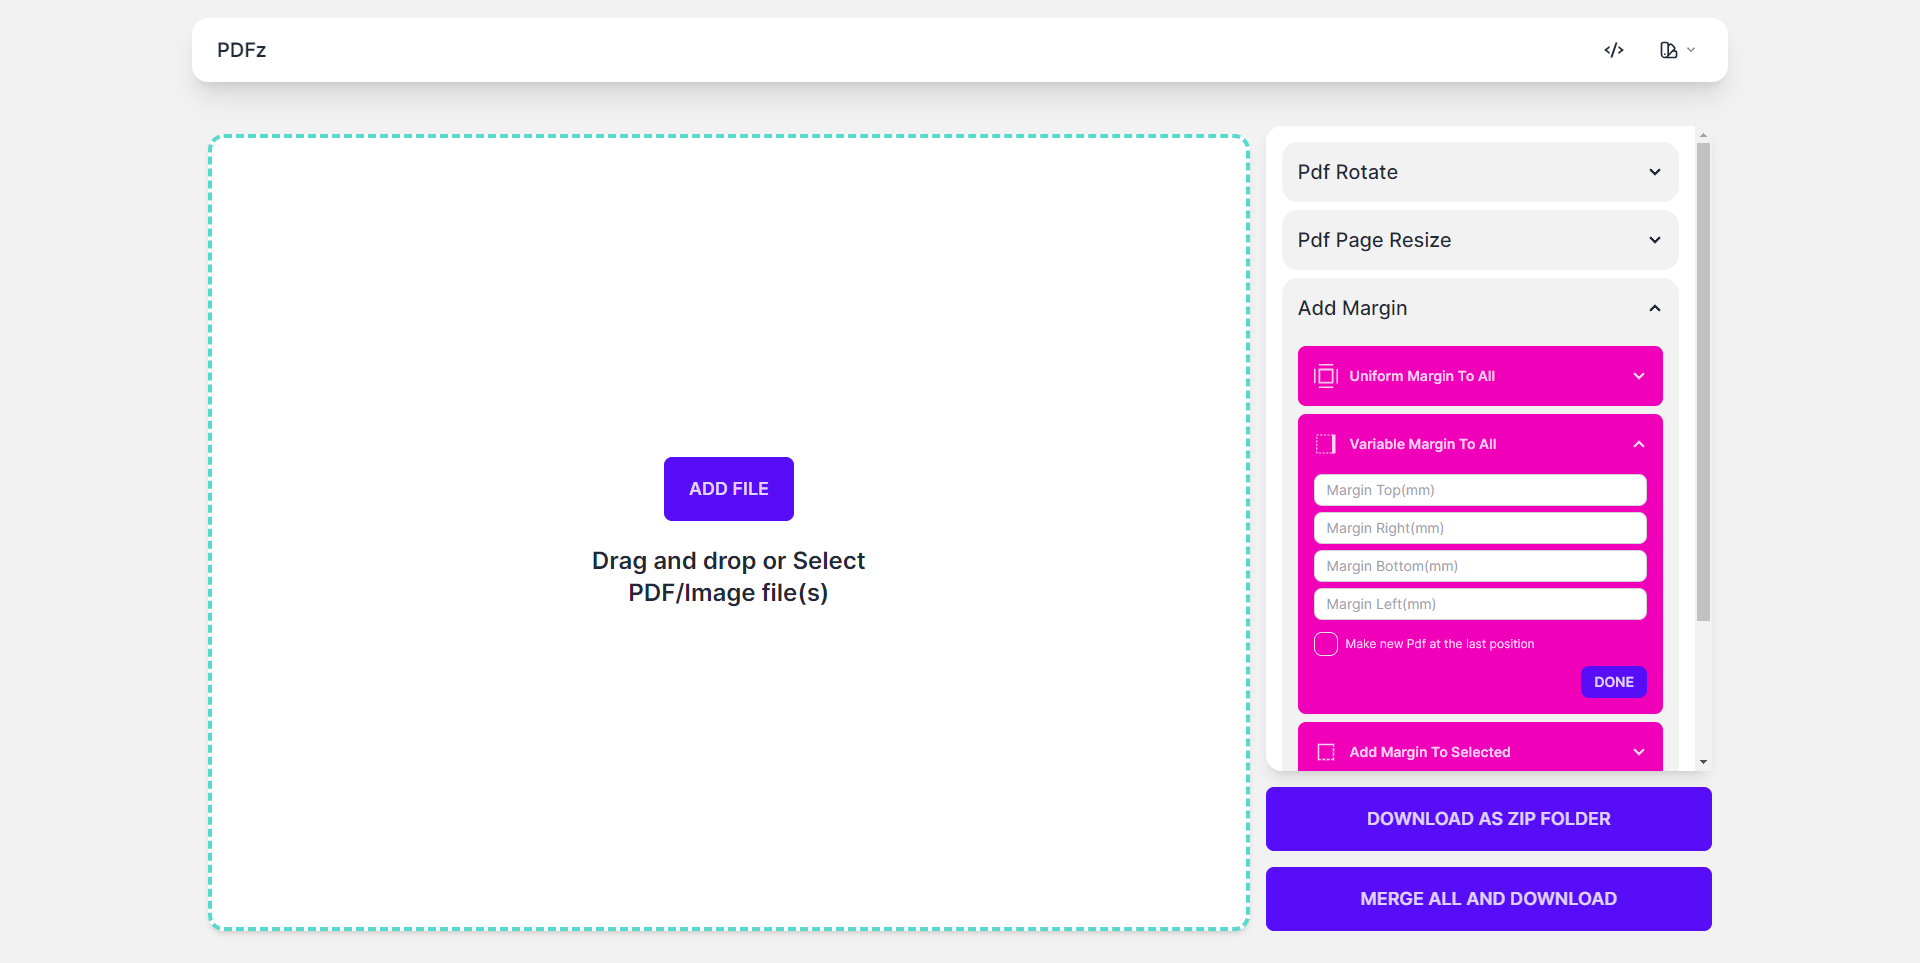 PDFz
ADD FILE
Drag and drop or Select
PDF/Image file(s)
Pdf Rotate
Pdf Page Resize
Add Margin
Uniform Margin To All
Variable Margin To All
Margin Top(mm)
Margin Right(mm)
Margin Bottom(mm)
Margin Left(mm)
Make new Pdf at the last position
DONE
Add Margin To Selected
DOWNLOAD AS ZIP FOLDER
MERGE ALL AND DOWNLOAD